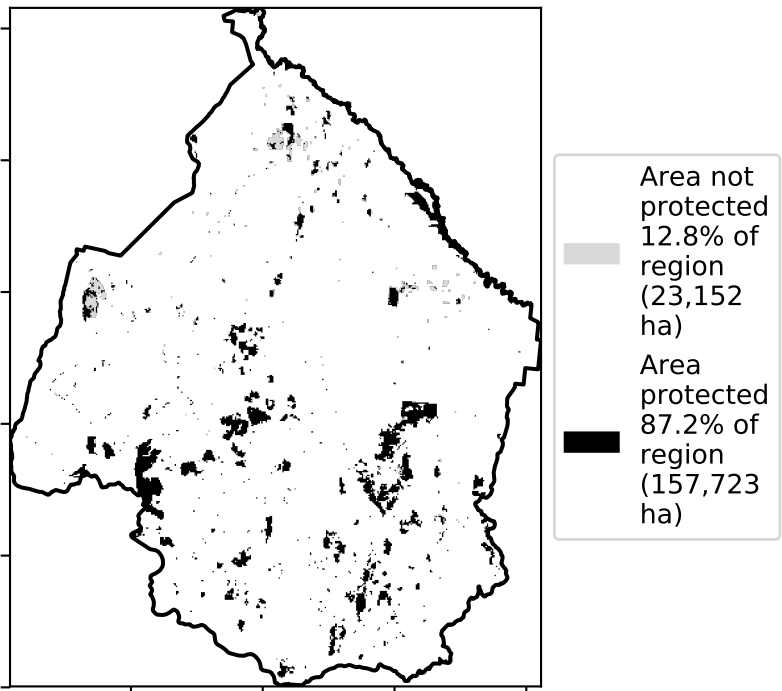 Area not
protected
12.8% of
region
(23,152
ha)
Area
protected
87.2% of
region
(157,723
ha)